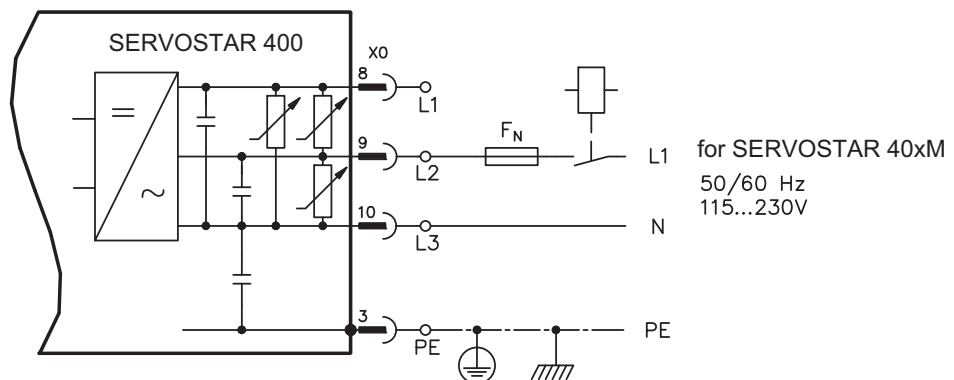 SERVOSTAR 400
X0
8
L1
9
L2
F_N
L1
for SERVOSTAR 40xM
50/60 Hz
115...230V
10
L3
N
3
PE
PE